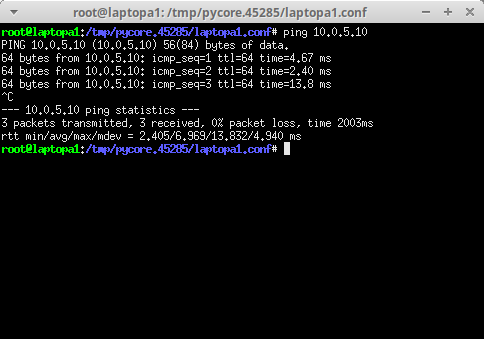 root@laptopa1: /tmp/pycore.45285/laptopa1.conf
root@laptopa1:/tmp/pycore.45285/laptopa1.conf# ping 10.0.5.10
PING 10.0.5.10 (10.0.5.10) 56(84) bytes of data.
64 bytes from 10.0.5.10: icmp_seq=1 ttl=64 time=4.67 ms
64 bytes from 10.0.5.10: icmp_seq=2 ttl=64 time=2.40 ms
64 bytes from 10.0.5.10: icmp_seq=3 ttl=64 time=13.8 ms
^C
--- 10.0.5.10 ping statistics ---
3 packets transmitted, 3 received, 0% packet loss, time 2003ms
rtt min/avg/max/mdev = 2.405/6.969/13.832/4.940 ms
root@laptopa1:/tmp/pycore.45285/laptopa1.conf#